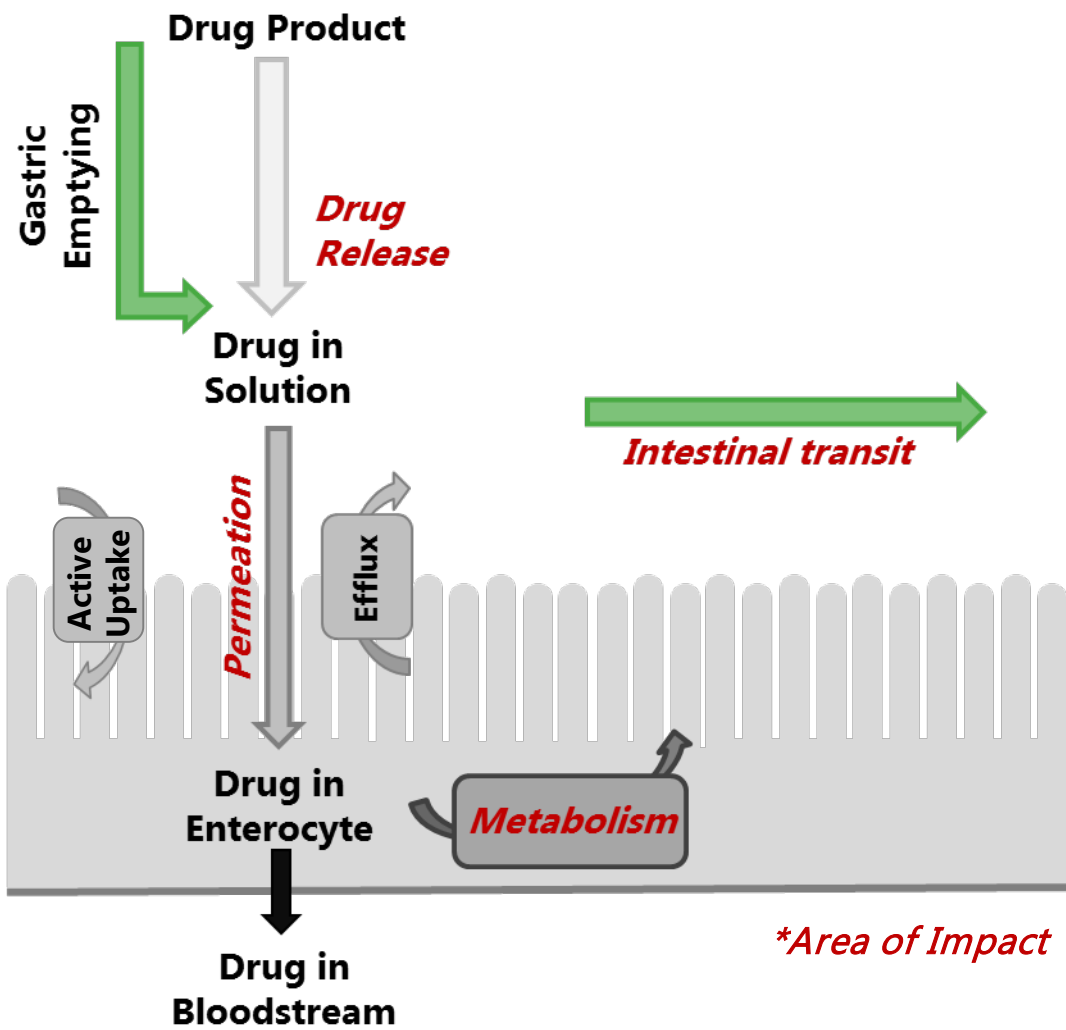 Drug Product
Gastric
Emptying
Drug
Release
Drug in
Solution
Intestinal transit
Active
Uptake
Permeation
Efflux
Drug in
Enterocyte
Metabolism
*Area of Impact
Drug in
Bloodstream